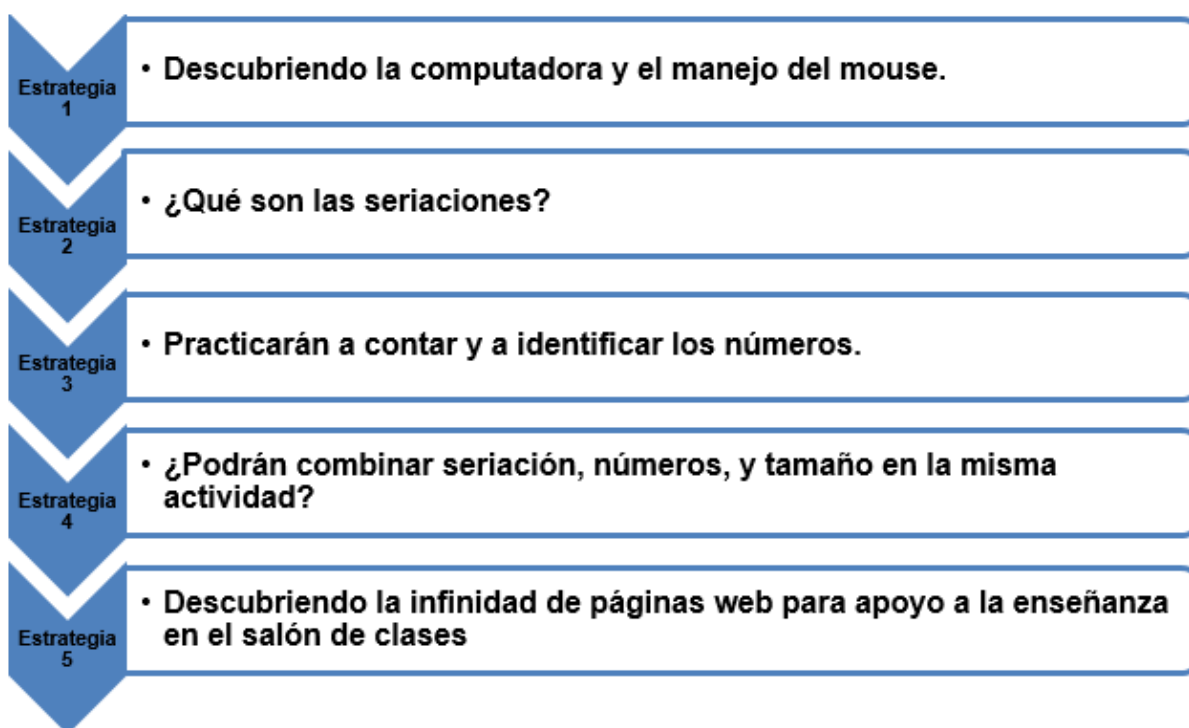 Estrategia
1
• Descubriendo la computadora y el manejo del mouse.
Estrategia
2
• ¿Qué son las seriaciones?
Estrategia
3
• Practicarán a contar y a identificar los números.
Estrategia
4
• ¿Podrán combinar seriación, números, y tamaño en la misma
actividad?
Estrategia
5
• Descubriendo la infinidad de páginas web para apoyo a la enseñanza
en el salón de clases